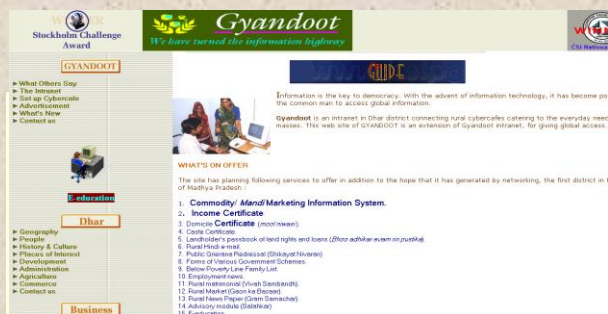 WINNER
Stockholm Challenge
Award
Gyandoot
We have turned the information highway
CSI National
GYANDOOT
What Others Say
The Intranet
Set up Cybercafe
Advertisement
What's New
Contact us
E-education
Dhar
Geography
People
History & Culture
Places of Interest
Development
Administration
Agriculture
Commerce
Contact us
Business
Information is the key to democracy. With the advent of information technology, it has become po
the common man to access global information.
Gyandoot is an intranet in Dhar district connecting rural cybercafes catering to the everyday need
masses. This web site of GYANDOOT is an extension of Gyandoot intranet, for giving global access.
WHAT'S ON OFFER
The site has planning following services to offer in addition to the hope that it has generated by networking, the first district in t
of Madhya Pradesh :
1. Commodity/ Mandi Marketing Information System.
2. Income Certificate
3. Domicile Certificate (mool niwasi).
4. Caste Certificate.
5. Landholder's passbook of land rights and loans (Bhoo adhikar evam rin pustika).
6. Rural Hindi e-mail.
7. Public Grievance Redressal (Shikayat Nivaran)
8. Forms of Various Government Schemes.
9. Below Poverty Line Family List.
10. Employment news.
11. Rural matrimonial (Vivah Sambandh).
12. Rural Market (Gaon ka Bazaar).
13. Rural News Paper (Gram Samachar).
14. Advisory module (Salahkar)
15. E-education